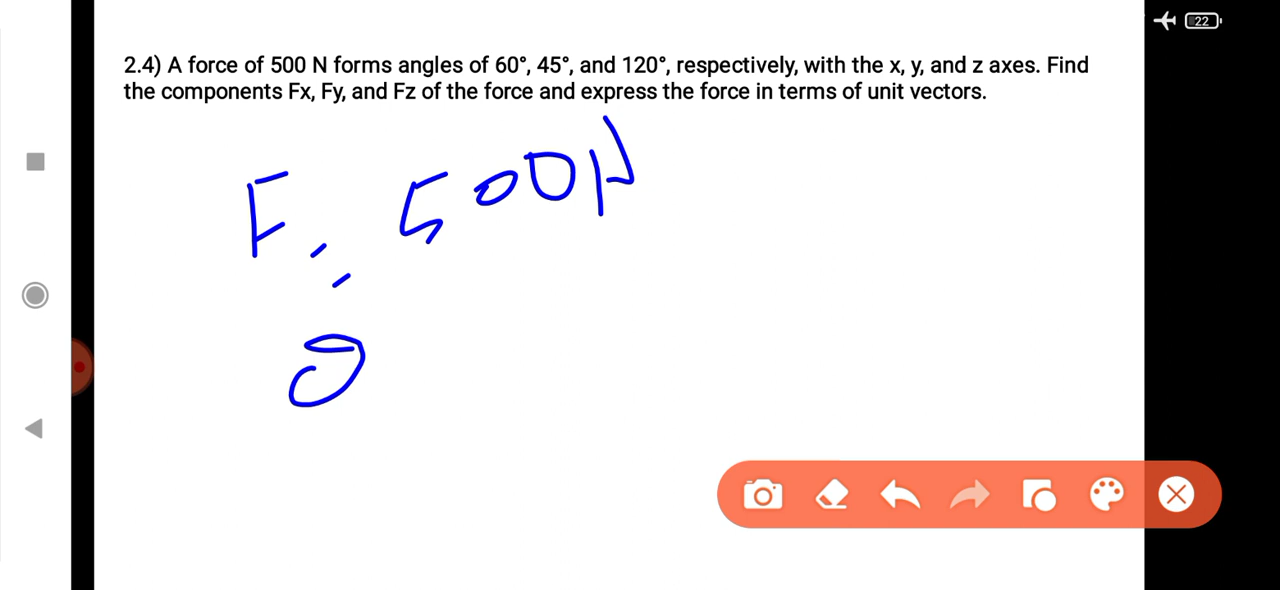 22
2.4) A force of 500 N forms angles of 60°, 45°, and 120°, respectively, with the x, y, and z axes. Find
the components Fx, Fy, and Fz of the force and express the force in terms of unit vectors.
F = 500N